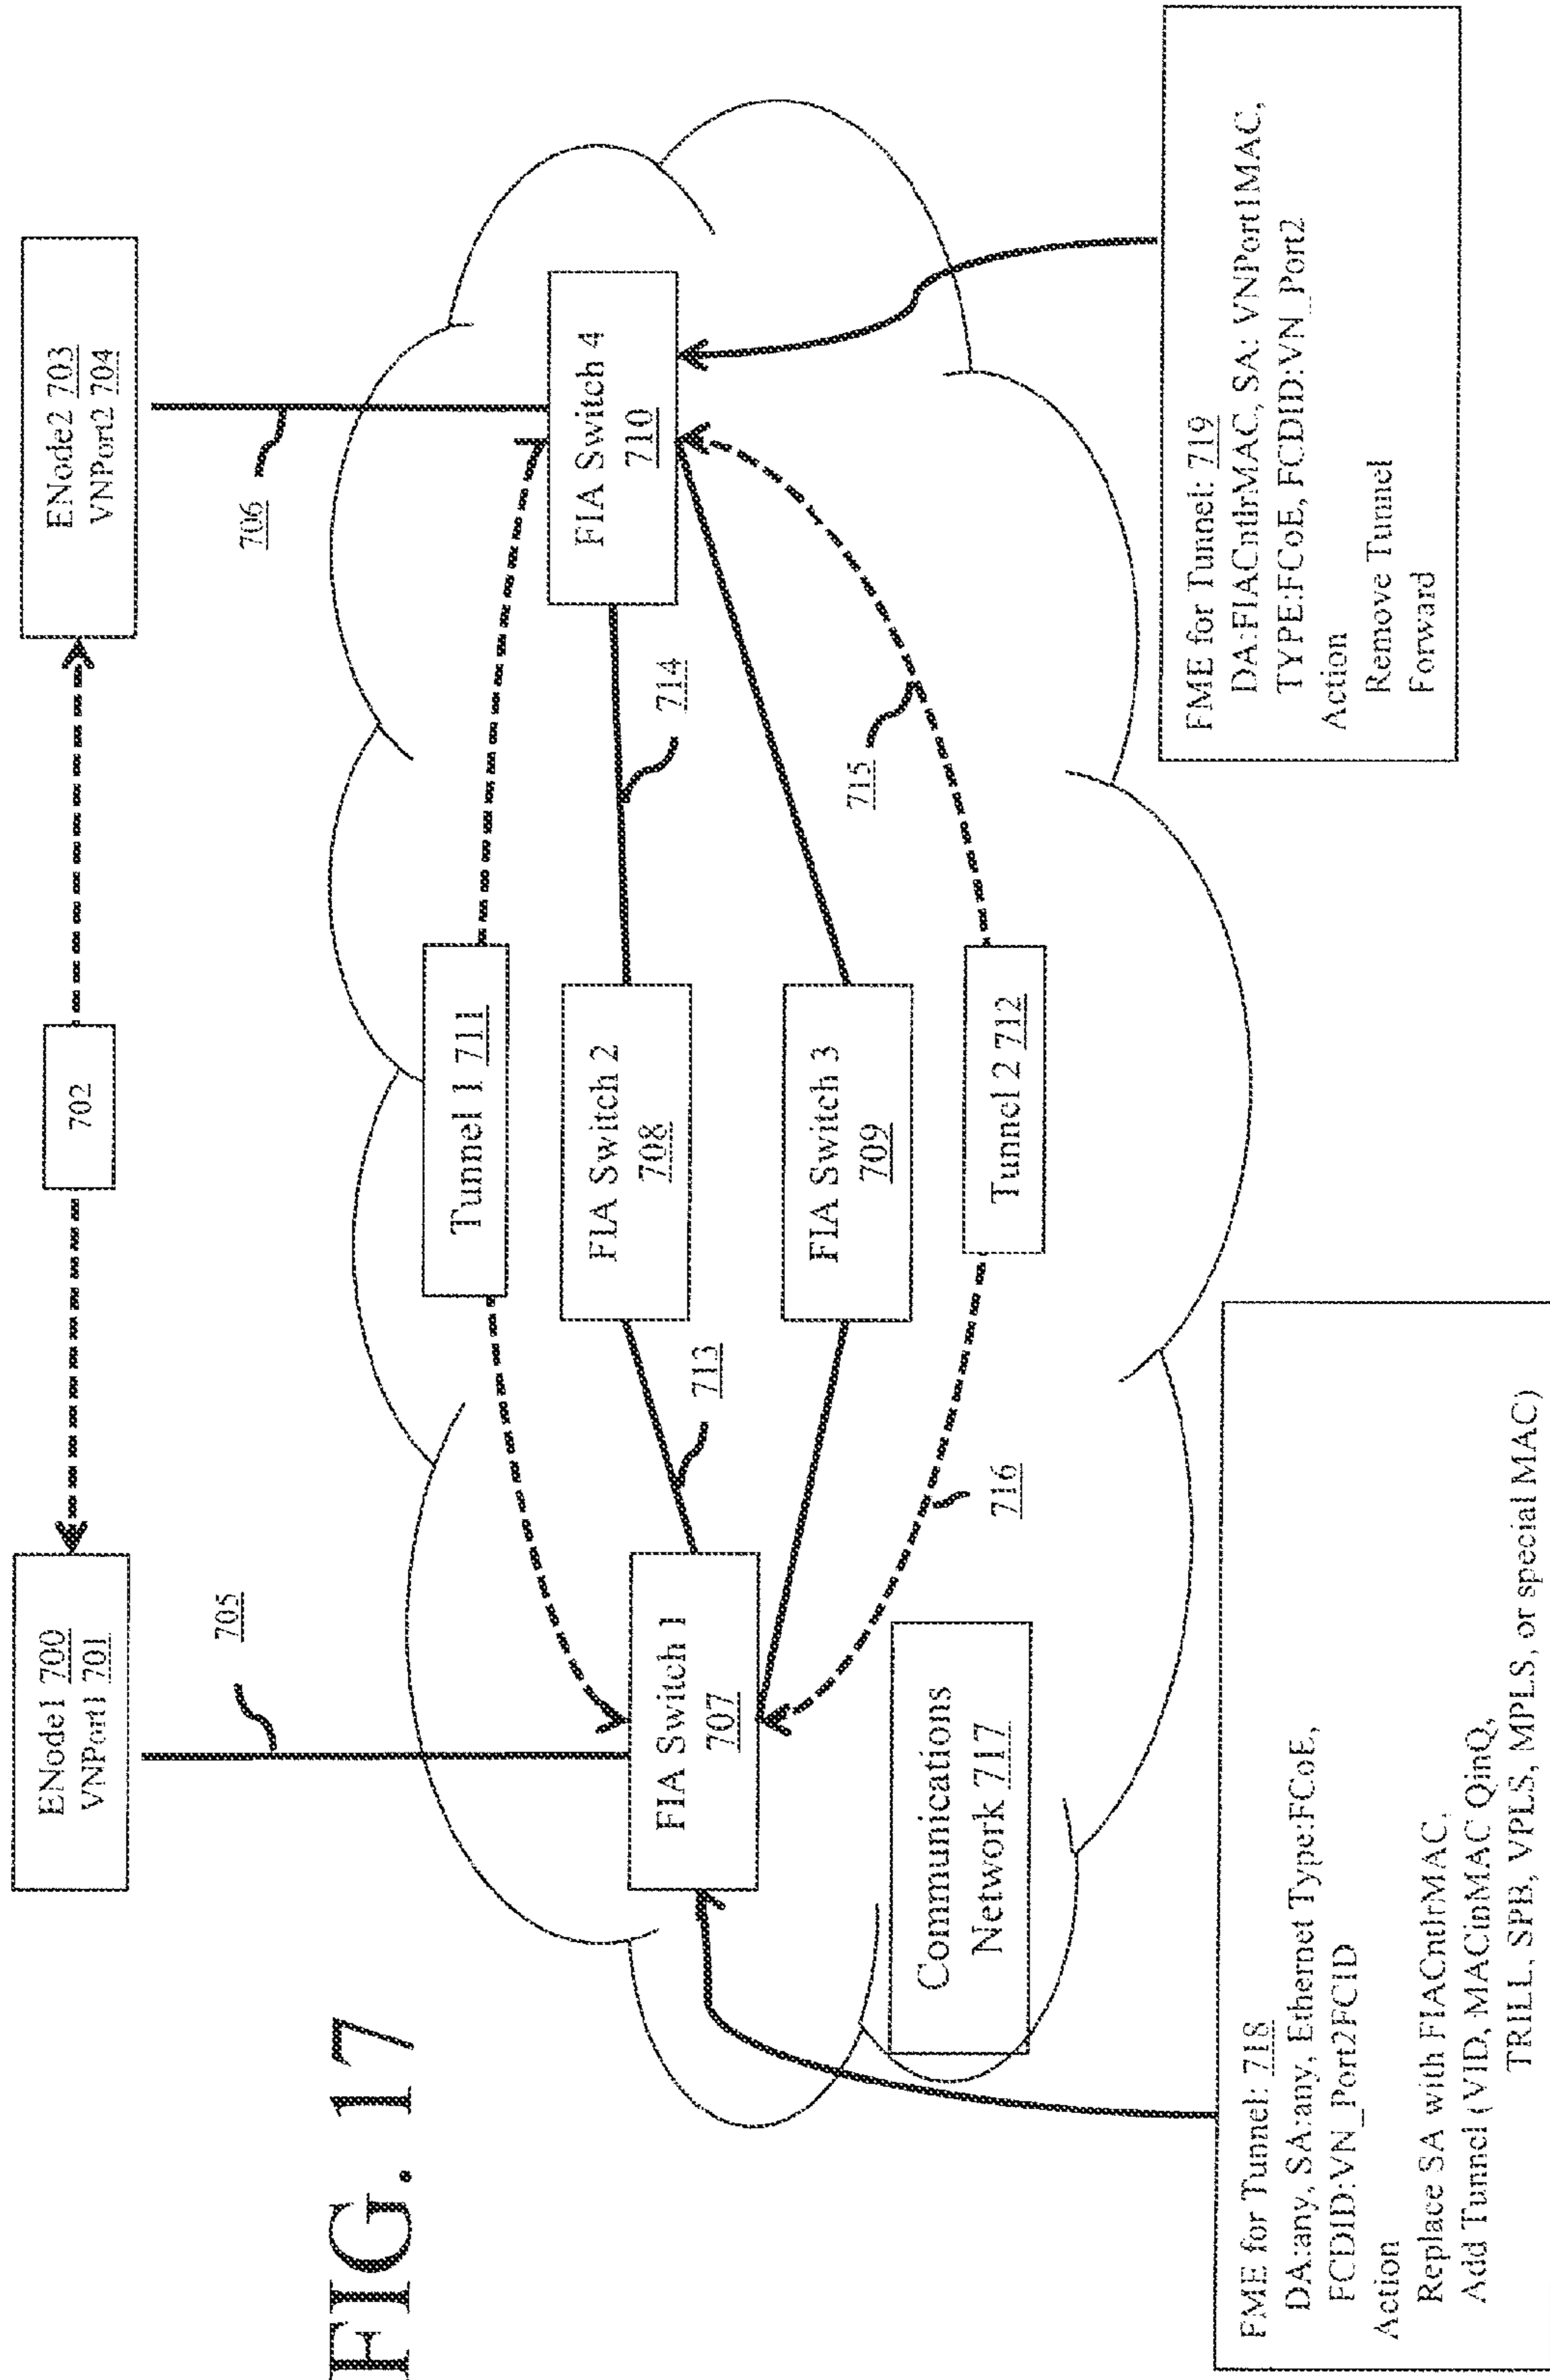 FIG. 17
ENode1 700
VNPort1 701
702
ENode2 703
VNPort2 704
705
706
FIA Switch 1
707
Tunnel 1 711
FIA Switch 2
708
FIA Switch 3
709
Tunnel 2 712
FIA Switch 4
710
713
714
715
716
Communications
Network 717
FME for Tunnel: 718
DA:any, SA:any, Ethernet Type:FCoE,
FCDID:VN_Port2FCID
Action
Replace SA with FIACntlrMAC,
Add Tunnel (VID, MACinMAC QinQ,
TRILL, SPB, VPLS, MPLS, or special MAC)
FME for Tunnel: 719
DA:FIACntlrMAC, SA: VNPort1MAC,
TYPE:FCoE, FCDID:VN_Port2
Action
Remove Tunnel
Forward